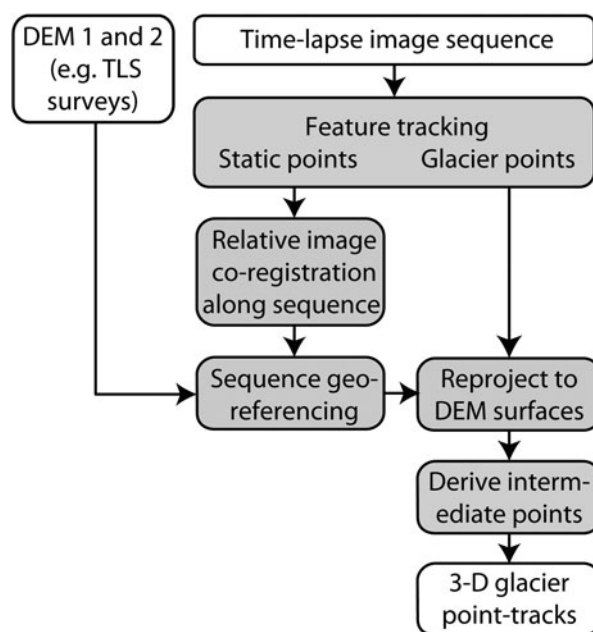 DEM 1 and 2
(e.g. TLS
surveys)
Time-lapse image sequence
Feature tracking
Static points
Glacier points
Relative image
co-registration
along sequence
Sequence geo-
referencing
Reproject to
DEM surfaces
Derive interm-
ediate points
3-D glacier
point-tracks